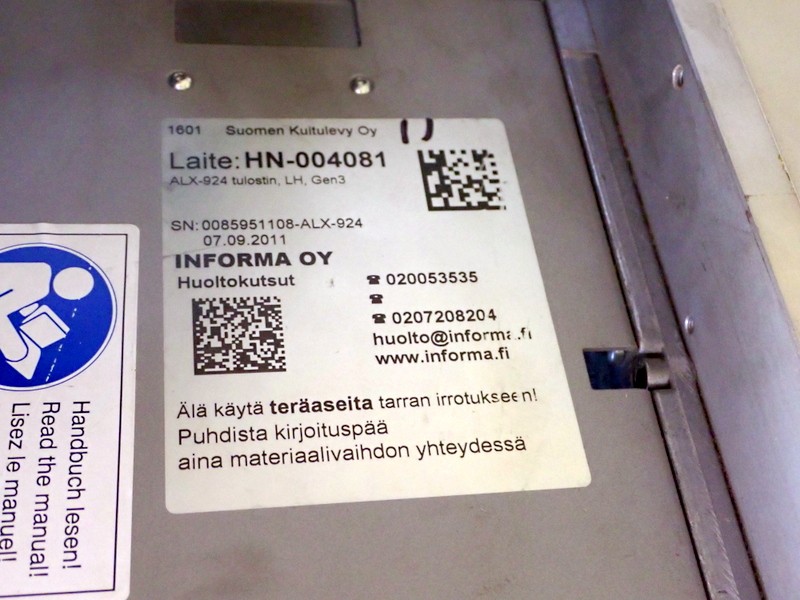 1601 Suomen Kuitulevy Oy
Laite: HN-004081
ALX-924 tulostin, LH, Gen3
SN: 0085951108-ALX-924
07.09.2011
INFORMA OY
Huoltokutsut
☎ 020053535
☎
☎ 0207208204
huolto@informa.fi
www.informa.fi
Älä käytä teräaseita tarran irrotukseen!
Puhdista kirjoituspää
aina materiaalivaihdon yhteydessä
Handbuch lesen!
Read the manual!
Lisez le manuel!